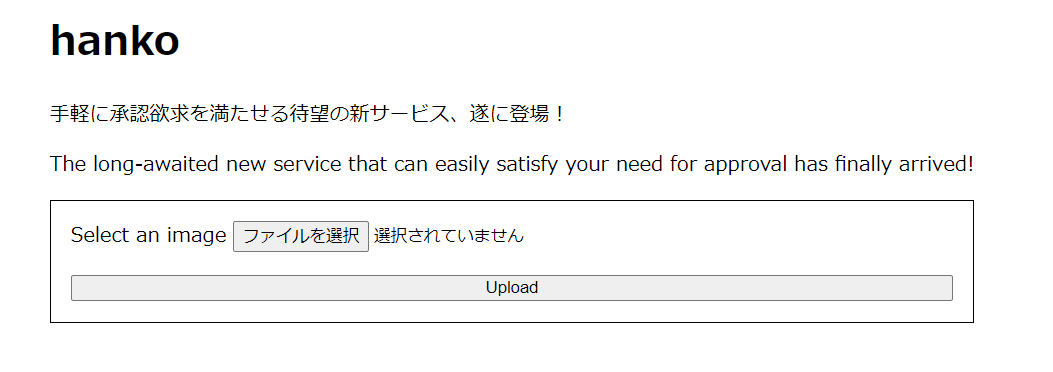 hanko
手軽に承認欲求を満たせる待望の新サービス、遂に登場！
The long-awaited new service that can easily satisfy your need for approval has finally arrived!
Select an image ファイルを選択 選択されていません
Upload